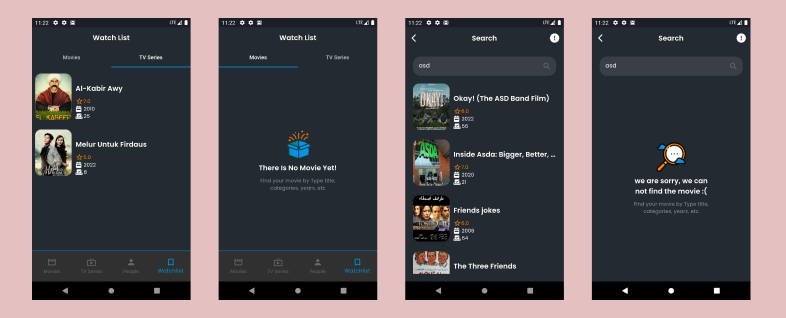 11:22
LTE
Watch List
Movies TV Series
Al-Kabir Awy
7.0
2010
25
Melur Untuk Firdaus
5.0
2022
8
Movies TV Series People Watchlist
11:22
LTE
Watch List
Movies TV Series
There Is No Movie Yet!
Find your movie by Type title,
categories, years, etc
Movies TV Series People Watchlist
11:22
LTE
Search
asd
OKAY!
Okay! (The ASD Band Film)
6.0
2022
56
ASDA
Inside Asda: Bigger, Better, ...
7.0
2020
21
Friends jokes
6.0
2006
54
The Three Friends
11:22
LTE
Search
asd
we are sorry, we can
not find the movie :(
Find your movie by Type title,
categories, years, etc